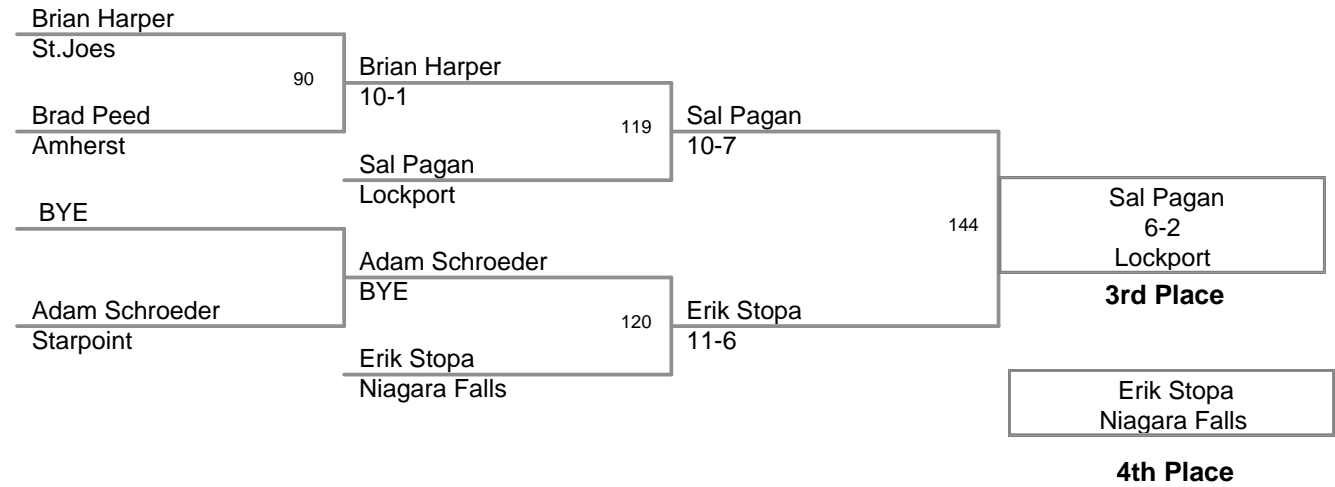 Brian Harper
St.Joes
90
Brian Harper
10-1
Brad Peed
Amherst
119
Sal Pagan
10-7
Sal Pagan
Lockport
BYE
144
Sal Pagan
6-2
Lockport
3rd Place
Adam Schroeder
BYE
Adam Schroeder
Starpoint
120
Erik Stopa
11-6
Erik Stopa
Niagara Falls
Erik Stopa
Niagara Falls
4th Place